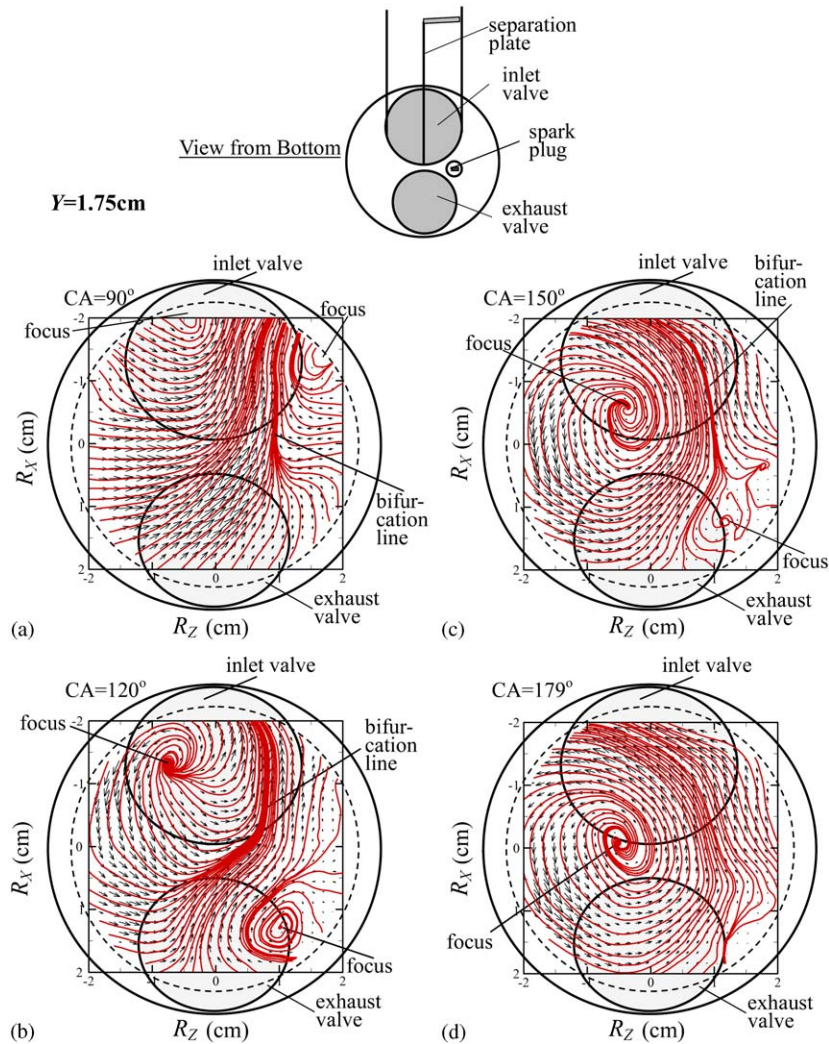 separation
plate
inlet
valve
View from Bottom
spark
plug
Y=1.75cm
exhaust
valve
inlet valve
CA=90°
focus
focus
-2
-1
0
1
2
R_X (cm)
bifur-
cation
line
-2 -1 0 1 2
exhaust
valve
(a)
R_Z (cm)
inlet valve
bifur-
cation
line
CA=150°
focus
-2
-1
0
1
2
R_X (cm)
focus
-2 -1 0 1 2
exhaust
valve
(c)
R_Z (cm)
inlet valve
CA=120°
focus
bifur-
cation
line
-2
-1
0
1
2
R_X (cm)
focus
-2 -1 0 1 2
exhaust
valve
(b)
R_Z (cm)
inlet valve
CA=179°
-2
-1
0
1
2
R_X (cm)
focus
-2 -1 0 1 2
exhaust
valve
(d)
R_Z (cm)